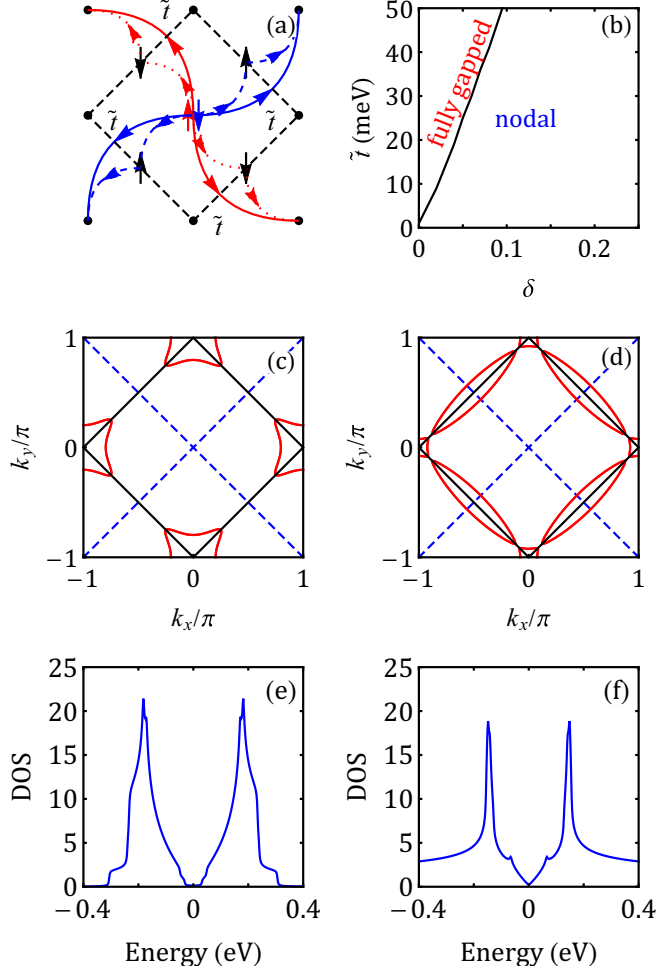 t̃ (a)
t̃ t̃
t̃
(b)
50
40
30
20
10
0
t̃ (meV)
fully gapped
nodal
0 0.1 0.2
δ
(c)
1
0
−1
k_y/π
−1 0 1
k_x/π
(d)
1
0
−1
k_y/π
−1 0 1
k_x/π
(e)
25
20
15
10
5
0
DOS
−0.4 0 0.4
Energy (eV)
(f)
25
20
15
10
5
0
DOS
−0.4 0 0.4
Energy (eV)